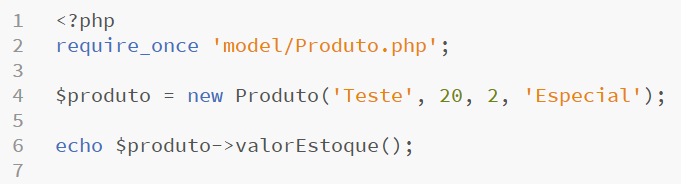 1 <?php
2 require_once 'model/Produto.php';
3
4 $produto = new Produto('Teste', 20, 2, 'Especial');
5
6 echo $produto->valorEstoque();
7